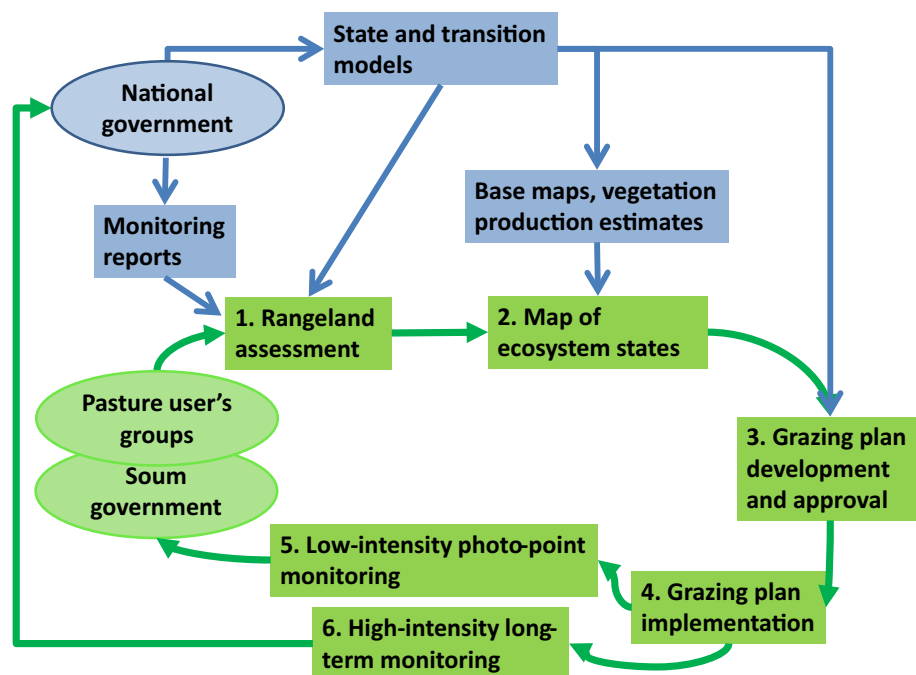 State and transition
models
National
government
Base maps, vegetation
production estimates
Monitoring
reports
1. Rangeland
assessment
2. Map of
ecosystem states
Pasture user's
groups
3. Grazing plan
development
and approval
Soum
government
5. Low-intensity photo-point
monitoring
4. Grazing plan
implementation
6. High-intensity long-
term monitoring